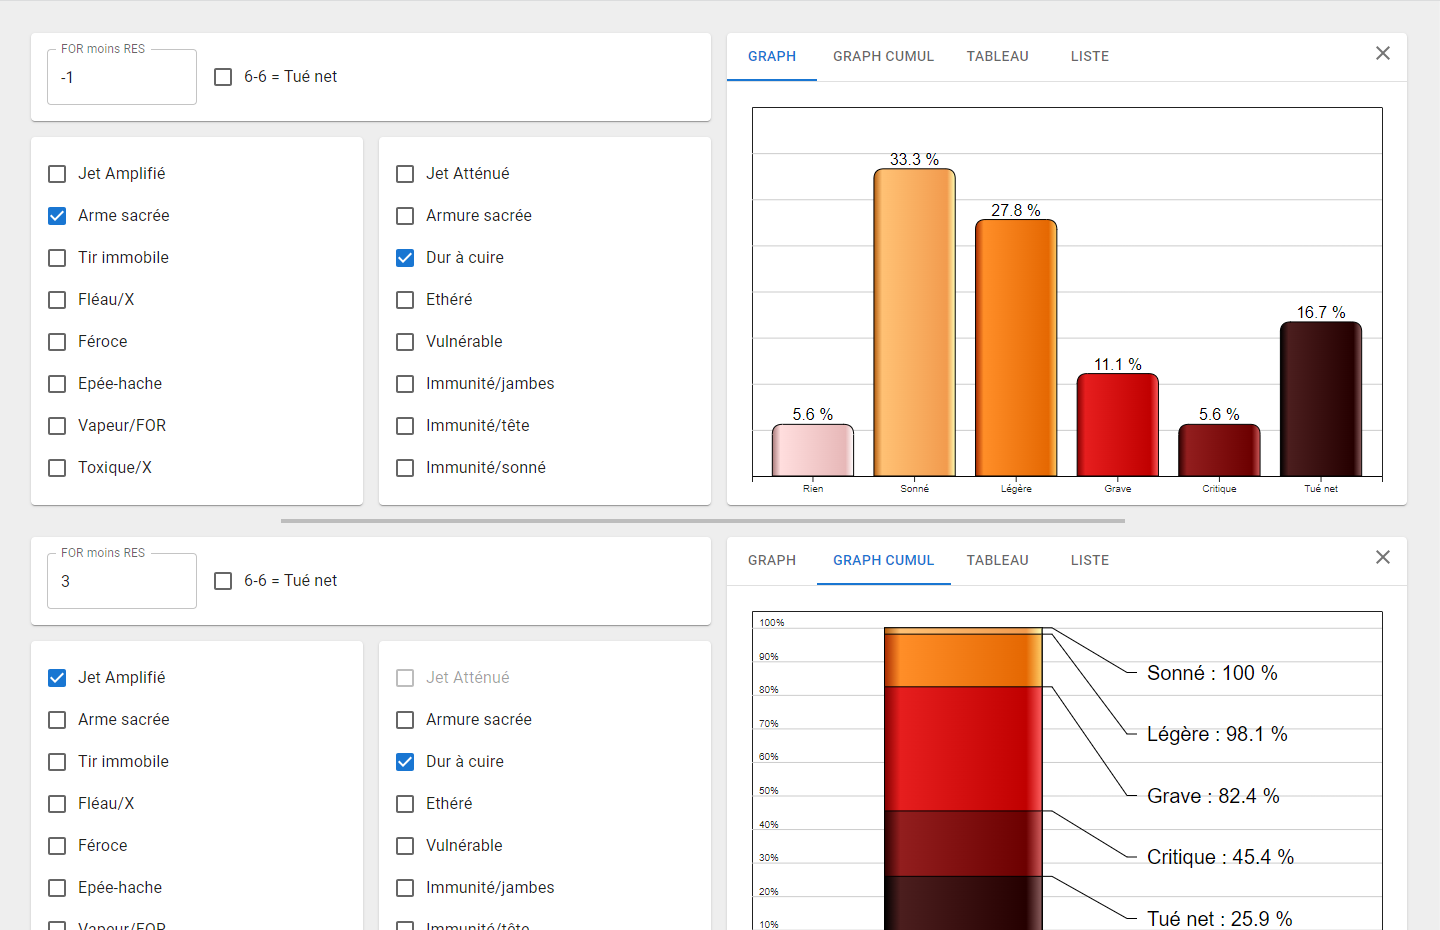 FOR moins RES
-1
6-6 = Tué net
Jet Amplifié
Arme sacrée
Tir immobile
Fléau/X
Féroce
Epée-hache
Vapeur/FOR
Toxique/X
Jet Atténué
Armure sacrée
Dur à cuire
Ethéré
Vulnérable
Immunité/jambes
Immunité/tête
Immunité/sonné
GRAPH GRAPH CUMUL TABLEAU LISTE
33.3 %
27.8 %
16.7 %
11.1 %
5.6 %
5.6 %
Rien Sonné Légère Grave Critique Tué net
FOR moins RES
3
6-6 = Tué net
Jet Amplifié
Arme sacrée
Tir immobile
Fléau/X
Féroce
Epée-hache
Vapeur/FOR
Jet Atténué
Armure sacrée
Dur à cuire
Ethéré
Vulnérable
Immunité/jambes
Immunité/tête
GRAPH GRAPH CUMUL TABLEAU LISTE
100%
90%
80%
70%
60%
50%
40%
30%
20%
10%
Sonné : 100 %
Légère : 98.1 %
Grave : 82.4 %
Critique : 45.4 %
Tué net : 25.9 %